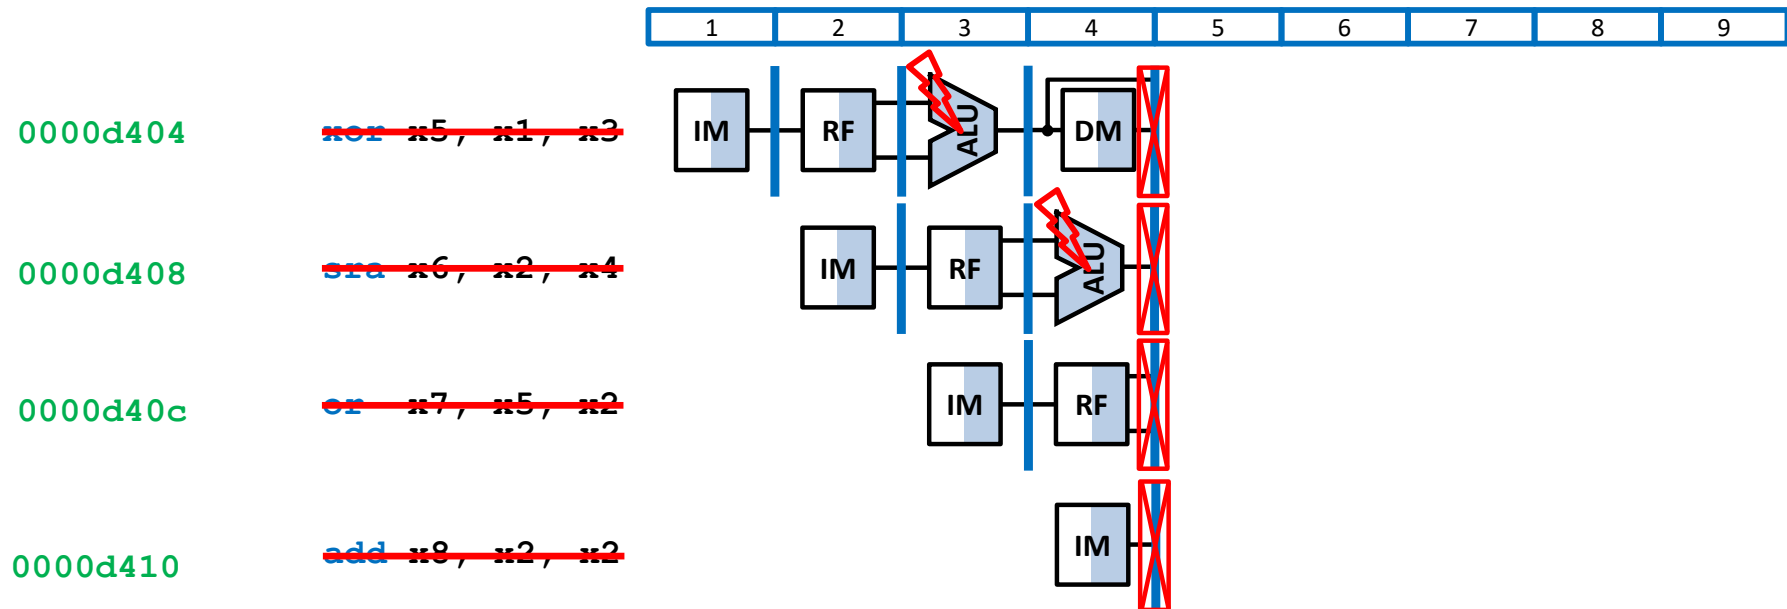 1 2 3 4 5 6 7 8 9
0000d404 xor x5, x1, x3 IM RF ALU DM
0000d408 sra x6, x2, x4 IM RF ALU
0000d40c or x7, x5, x2 IM RF
0000d410 add x8, x2, x2 IM